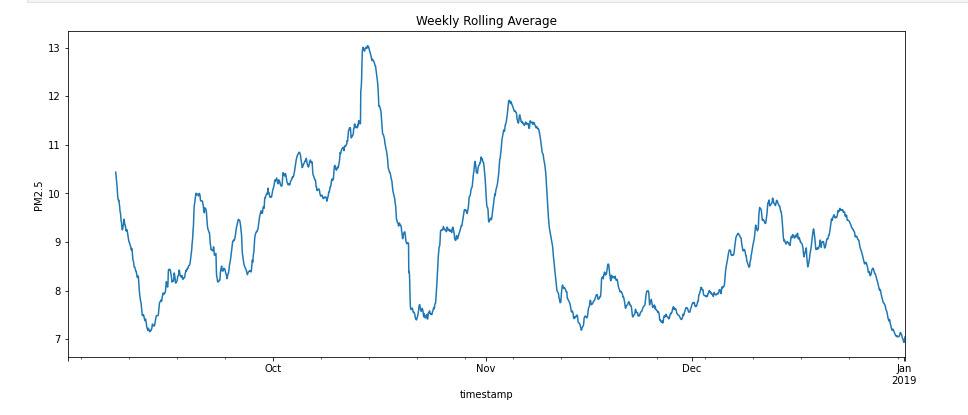 Weekly Rolling Average
13
12
11
10
9
8
7
PM2.5
Oct
Nov
Dec
Jan
2019
timestamp